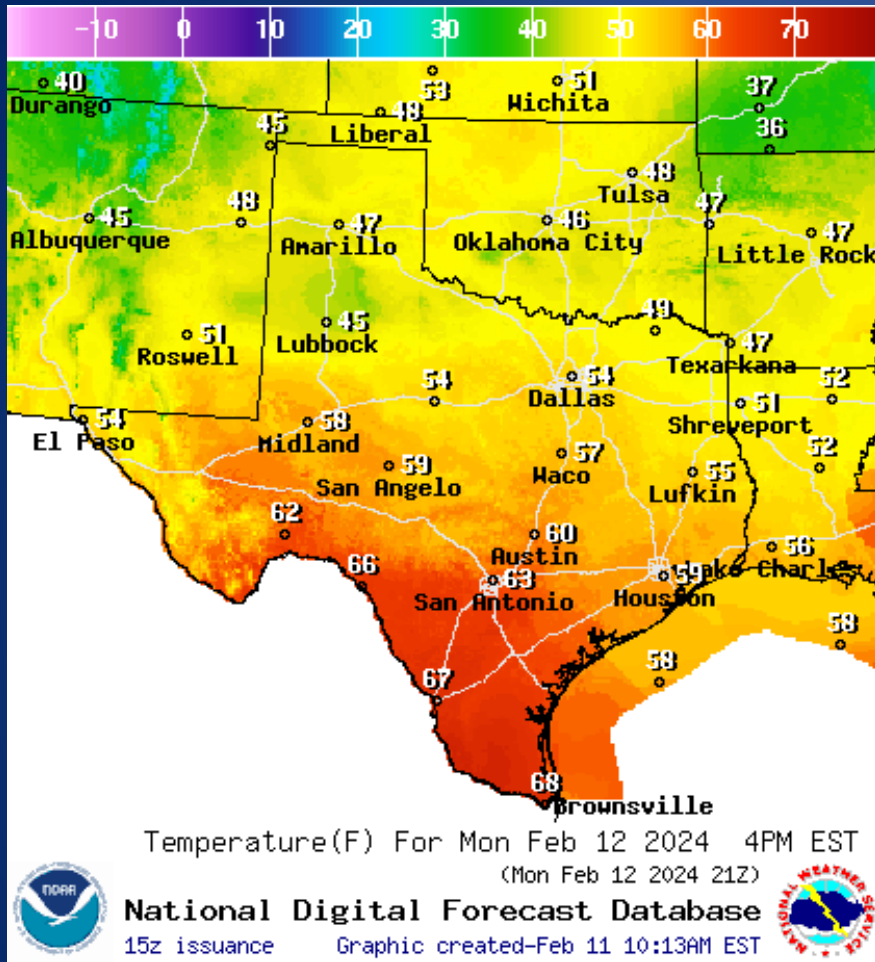 -10 0 10 20 30 40 50 60 70
40
Durango
53
51
Wichita
37
48
Liberal
45
36
48
Tulsa
45
Albuquerque
48
47
Amarillo
46
Oklahoma City
47
47
Little Rock
51
Roswell
45
Lubbock
49
47
Texarkana
54
Dallas
54
52
51
Shreveport
54
El Paso
58
Midland
59
San Angelo
57
Waco
55
Lufkin
52
62
60
Austin
56
66
63
San Antonio
59
Houston
58
58
67
68
Brownsville
Temperature(F) For Mon Feb 12 2024 4PM EST
(Mon Feb 12 2024 21Z)
NOAA
National Digital Forecast Database
15z issuance Graphic created-Feb 11 10:13AM EST
NATIONAL WEATHER SERVICE